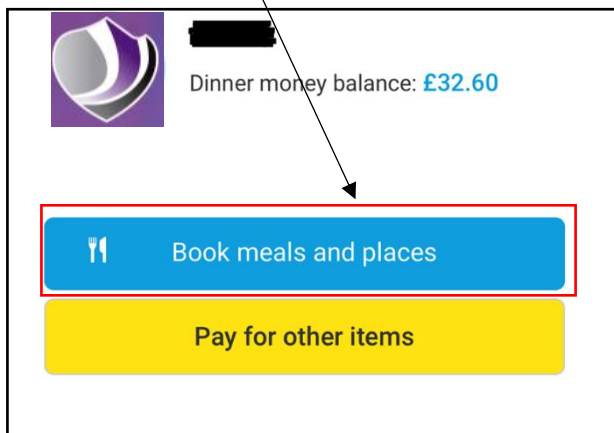 Dinner money balance: £32.60
Book meals and places
Pay for other items